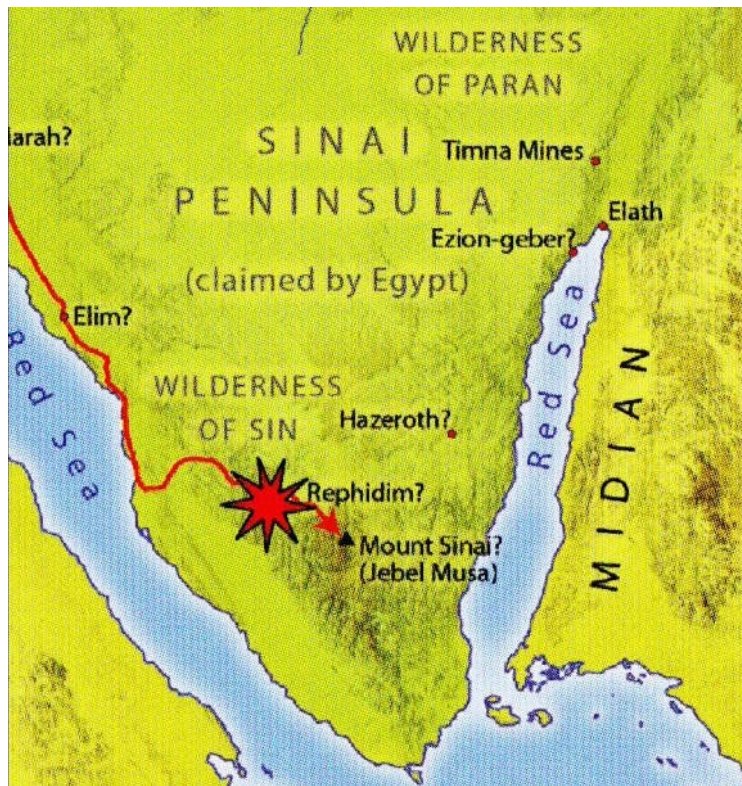 WILDERNESS
OF PARAN
iarah?
SINAI
Timna Mines
PENINSULA
Elath
Ezion-geber?
(claimed by Egypt)
Elim?
Red Sea
Red Sea
MIDIAN
WILDERNESS
OF SIN
Hazeroth?
Rephidim?
Mount Sinai?
(Jebel Musa)